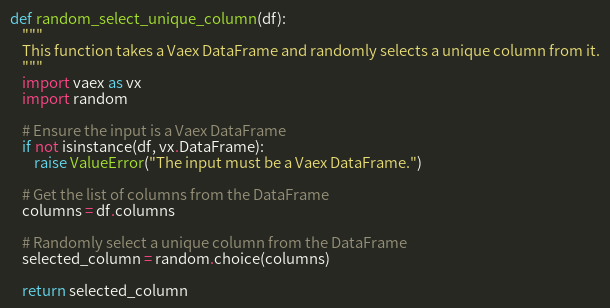 def random_select_unique_column(df):
    """
    This function takes a Vaex DataFrame and randomly selects a unique column from it.
    """
    import vaex as vx
    import random

    # Ensure the input is a Vaex DataFrame
    if not isinstance(df, vx.DataFrame):
        raise ValueError("The input must be a Vaex DataFrame.")

    # Get the list of columns from the DataFrame
    columns = df.columns

    # Randomly select a unique column from the DataFrame
    selected_column = random.choice(columns)

    return selected_column